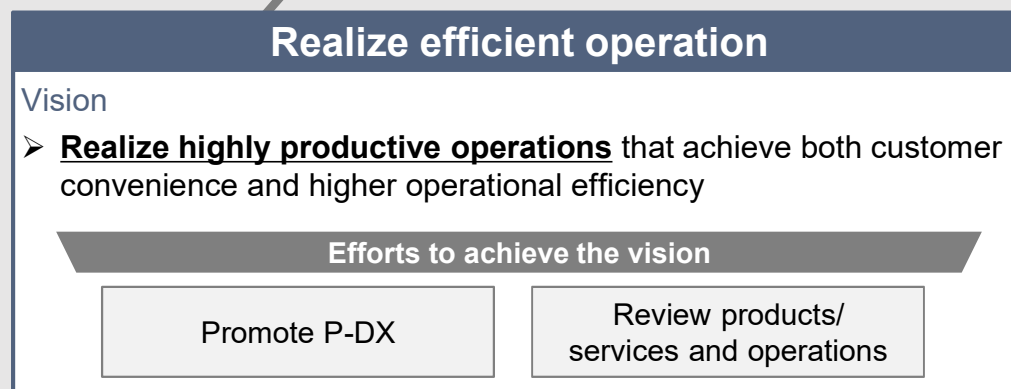 Realize efficient operation
Vision
➢ Realize highly productive operations that achieve both customer
convenience and higher operational efficiency
Efforts to achieve the vision
Promote P-DX
Review products/
services and operations